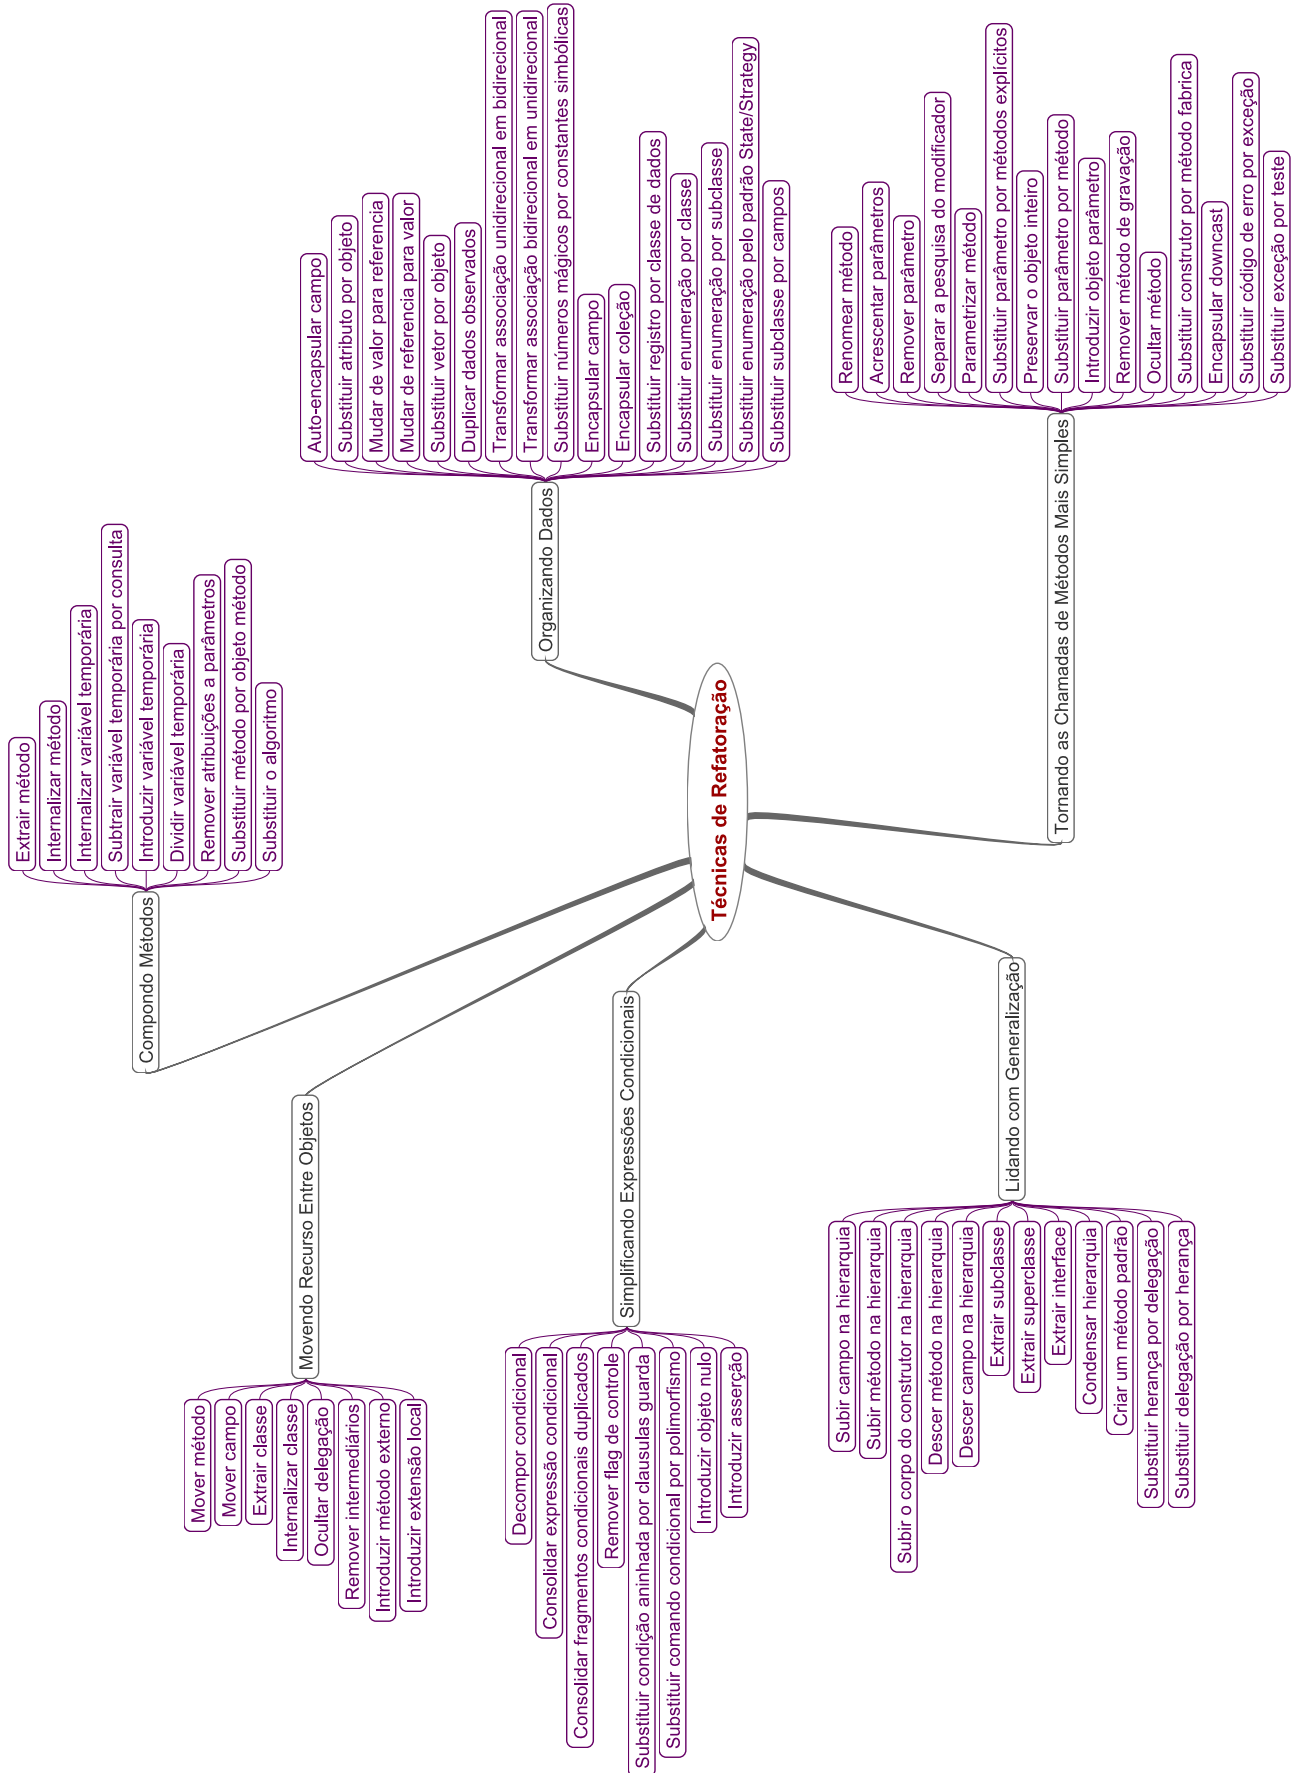 Técnicas de Refatoração
Compondo Métodos
Extrair método
Internalizar método
Internalizar variável temporária
Subtrair variável temporária por consulta
Introduzir variável temporária
Dividir variável temporária
Remover atribuições a parâmetros
Substituir método por objeto método
Substituir o algoritmo
Movendo Recurso Entre Objetos
Mover método
Mover campo
Extrair classe
Internalizar classe
Ocultar delegação
Remover intermediários
Introduzir método externo
Introduzir extensão local
Organizando Dados
Auto-encapsular campo
Substituir atributo por objeto
Mudar de valor para referencia
Mudar de referencia para valor
Substituir vetor por objeto
Duplicar dados observados
Transformar associação unidirecional em bidirecional
Transformar associação bidirecional em unidirecional
Substituir números mágicos por constantes simbólicas
Encapsular campo
Encapsular coleção
Substituir registro por classe de dados
Substituir enumeração por classe
Substituir enumeração por subclasse
Substituir enumeração pelo padrão State/Strategy
Substituir subclasse por campos
Simplificando Expressões Condicionais
Decompor condicional
Consolidar expressão condicional
Consolidar fragmentos condicionais duplicados
Remover flag de controle
Substituir condição aninhada por clausulas guarda
Substituir comando condicional por polimorfismo
Introduzir objeto nulo
Introduzir asserção
Tornando as Chamadas de Métodos Mais Simples
Renomear método
Acrescentar parâmetros
Remover parâmetro
Separar a pesquisa do modificador
Parametrizar método
Substituir parâmetro por métodos explícitos
Preservar o objeto inteiro
Substituir parâmetro por método
Introduzir objeto parâmetro
Remover método de gravação
Ocultar método
Substituir construtor por método fabrica
Encapsular downcast
Substituir código de erro por exceção
Substituir exceção por teste
Lidando com Generalização
Subir campo na hierarquia
Subir método na hierarquia
Subir o corpo do construtor na hierarquia
Descer método na hierarquia
Descer campo na hierarquia
Extrair subclasse
Extrair superclasse
Extrair interface
Condensar hierarquia
Criar um método padrão
Substituir herança por delegação
Substituir delegação por herança